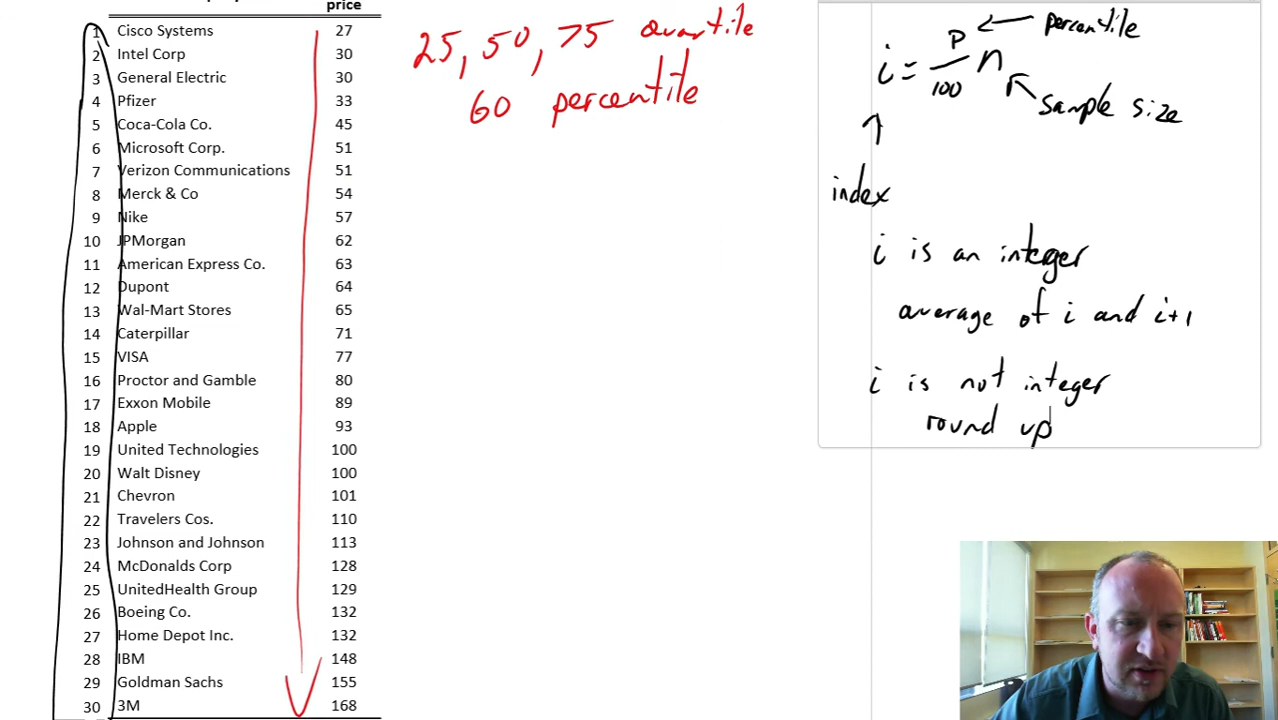 price
1 Cisco Systems 27
2 Intel Corp 30
3 General Electric 30
4 Pfizer 33
5 Coca-Cola Co. 45
6 Microsoft Corp. 51
7 Verizon Communications 51
8 Merck & Co 54
9 Nike 57
10 JPMorgan 62
11 American Express Co. 63
12 Dupont 64
13 Wal-Mart Stores 65
14 Caterpillar 71
15 VISA 77
16 Proctor and Gamble 80
17 Exxon Mobile 89
18 Apple 93
19 United Technologies 100
20 Walt Disney 100
21 Chevron 101
22 Travelers Cos. 110
23 Johnson and Johnson 113
24 McDonalds Corp 128
25 UnitedHealth Group 129
26 Boeing Co. 132
27 Home Depot Inc. 132
28 IBM 148
29 Goldman Sachs 155
30 3M 168
25, 50, 75 quartile
60 percentile
i = P/100 n
percentile
sample size
index
i is an integer
average of i and i+1
i is not integer
round up